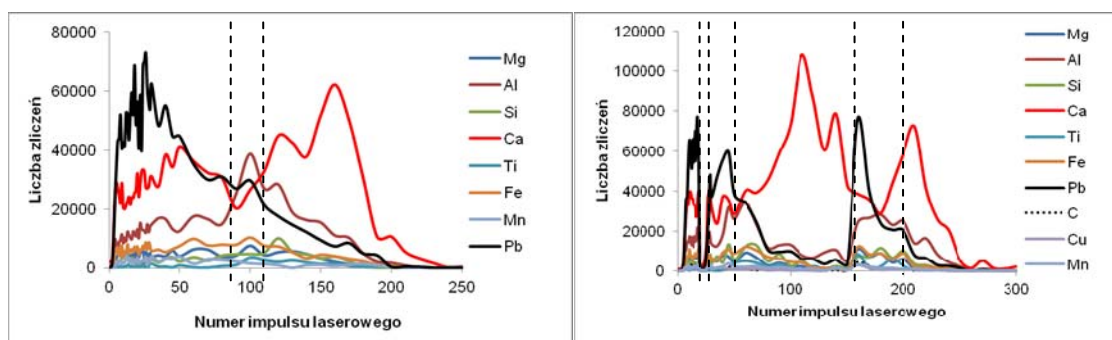 80000
60000
40000
20000
0
Liczba zliczeń
0
50
100
150
200
250
Numer impulsu laserowego
Mg
Al
Si
Ca
Ti
Fe
Mn
Pb
120000
100000
80000
60000
40000
20000
0
Liczba zliczeń
0
100
200
300
Numer impulsu laserowego
Mg
Al
Si
Ca
Ti
Fe
Pb
C
Cu
Mn